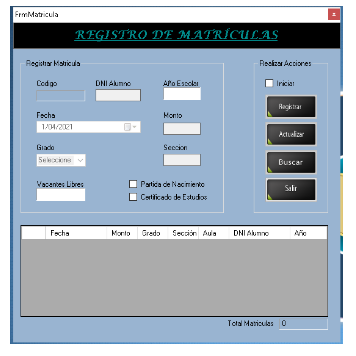 FrmMatricula
x
REGISTRO DE MATRÍCULAS
Registrar Matricula
Codigo DNI Alumno Año Escolar
Fecha Monto
1/04/2021
Grado Seccion
Seleccione
Vacantes Libres
Partida de Nacimiento
Certificado de Estudios
Realizar Acciones
Iniciar
Registrar
Actualizar
Buscar
Salir
Fecha Monto Grado Sección Aula DNI Alumno Año
Total Matriculas 0